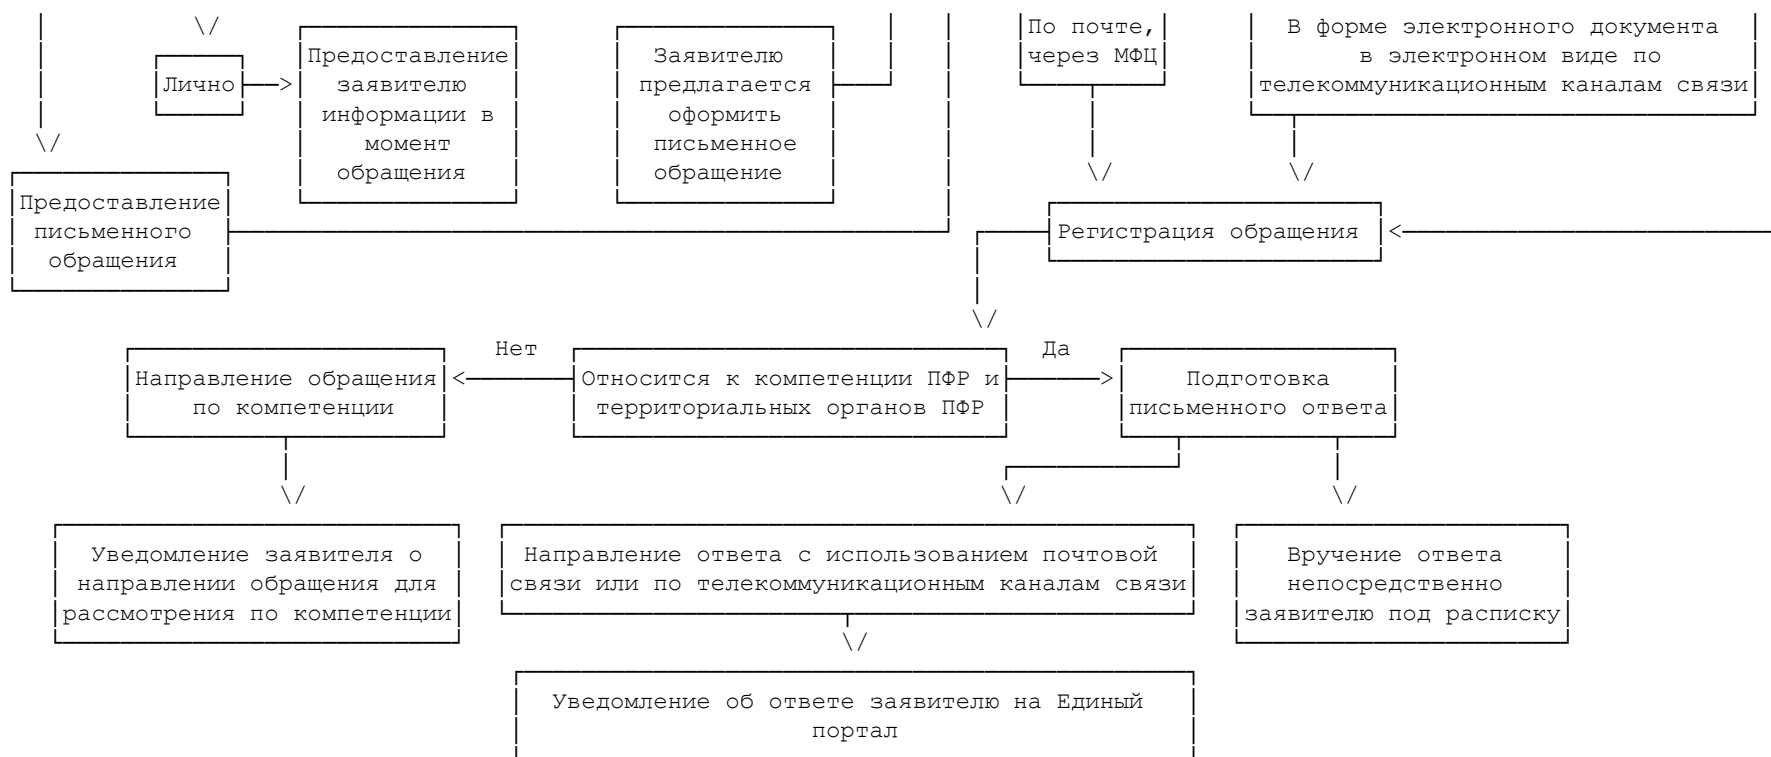 По почте,
через МФЦ
В форме электронного документа
в электронном виде по
телекоммуникационным каналам связи
Лично
Предоставление
заявителю
информации в
момент
обращения
Заявителю
предлагается
оформить
письменное
обращение
Предоставление
письменного
обращения
Регистрация обращения
Нет
Да
Направление обращения
по компетенции
Относится к компетенции ПФР и
территориальных органов ПФР
Подготовка
письменного ответа
Уведомление заявителя о
направлении обращения для
рассмотрения по компетенции
Направление ответа с использованием почтовой
связи или по телекоммуникационным каналам связи
Вручение ответа
непосредственно
заявителю под расписку
Уведомление об ответе заявителю на Единый
портал